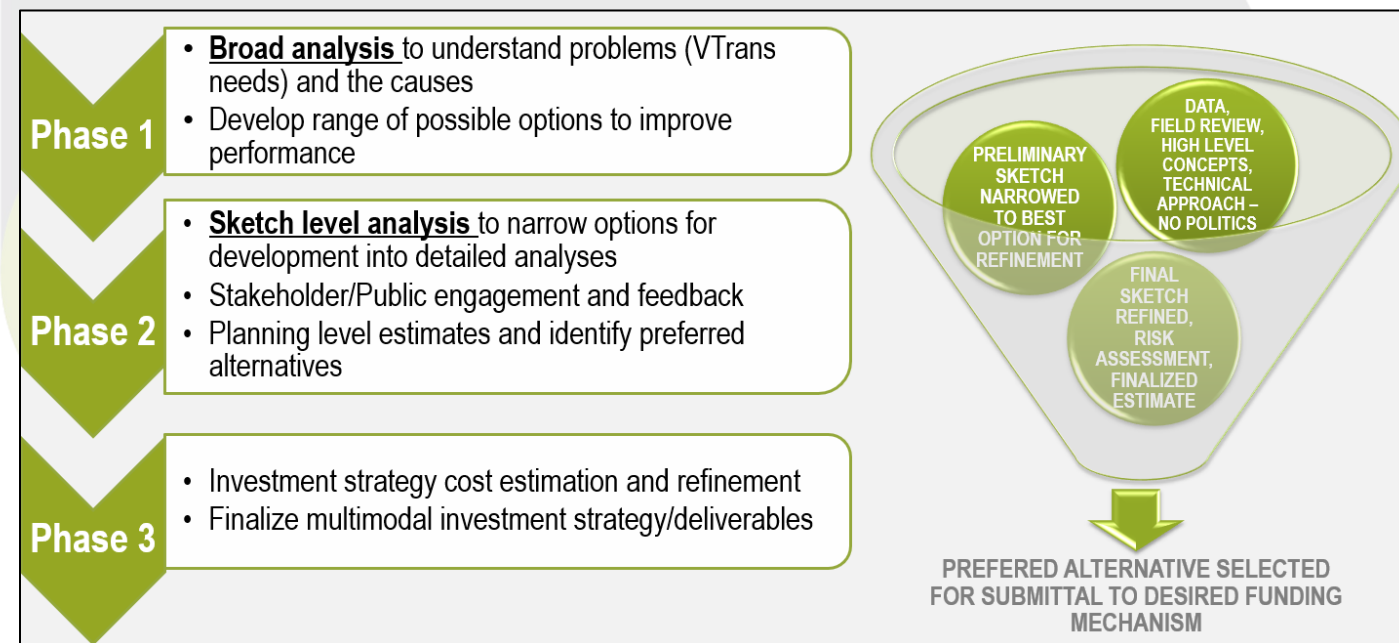 Phase 1
• Broad analysis to understand problems (VTrans
needs) and the causes
• Develop range of possible options to improve
performance
Phase 2
• Sketch level analysis to narrow options for
development into detailed analyses
• Stakeholder/Public engagement and feedback
• Planning level estimates and identify preferred
alternatives
Phase 3
• Investment strategy cost estimation and refinement
• Finalize multimodal investment strategy/deliverables
DATA,
FIELD REVIEW,
HIGH LEVEL
CONCEPTS,
TECHNICAL
APPROACH –
NO POLITICS
PRELIMINARY
SKETCH
NARROWED
TO BEST
OPTION FOR
REFINEMENT
FINAL
SKETCH
REFINED,
RISK
ASSESSMENT,
FINALIZED
ESTIMATE
PREFERED ALTERNATIVE SELECTED
FOR SUBMITTAL TO DESIRED FUNDING
MECHANISM